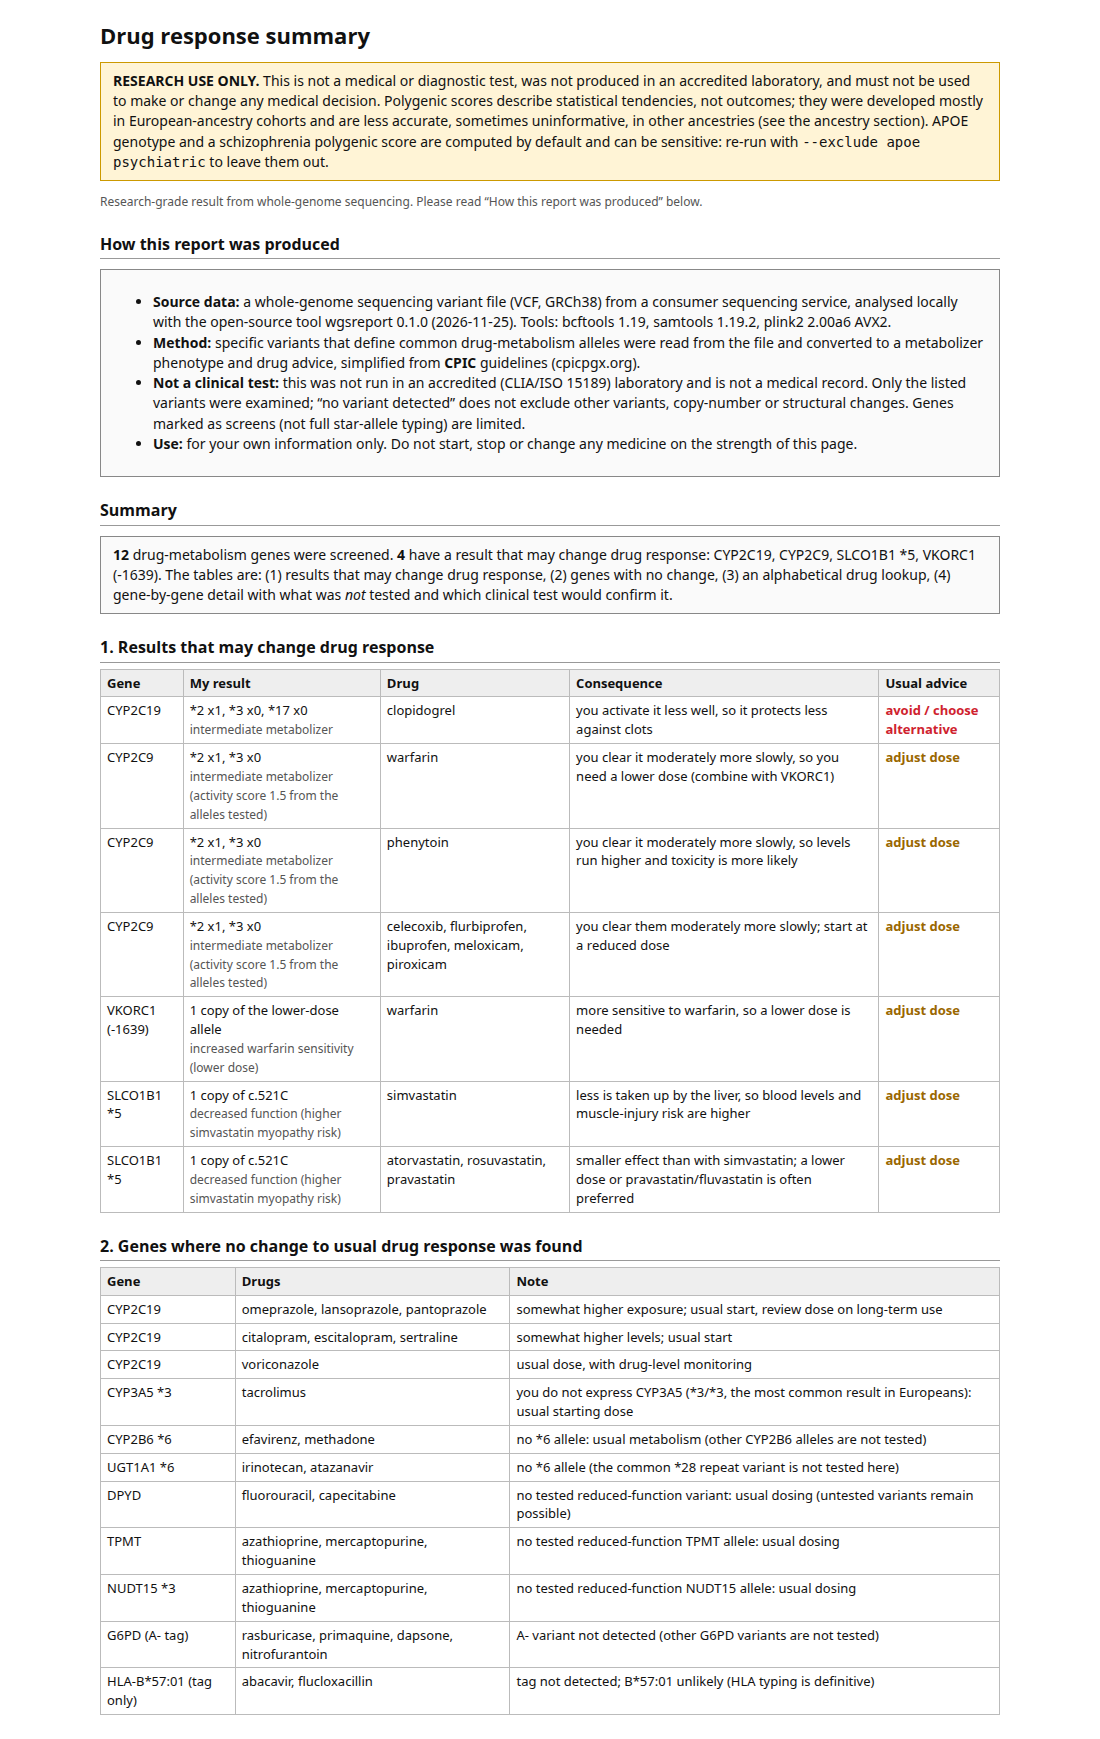 Drug response summary
RESEARCH USE ONLY. This is not a medical or diagnostic test, was not produced in an accredited laboratory, and must not be used
to make or change any medical decision. Polygenic scores describe statistical tendencies, not outcomes; they were developed mostly
in European-ancestry cohorts and are less accurate, sometimes uninformative, in other ancestries (see the ancestry section). APOE
genotype and a schizophrenia polygenic score are computed by default and can be sensitive: re-run with --exclude apoe
psychiatric to leave them out.
Research-grade result from whole-genome sequencing. Please read “How this report was produced” below.
How this report was produced
• Source data: a whole-genome sequencing variant file (VCF, GRCh38) from a consumer sequencing service, analysed locally
with the open-source tool wgsreport 0.1.0 (2026-11-25). Tools: bcftools 1.19, samtools 1.19.2, plink2 2.00a6 AVX2.
• Method: specific variants that define common drug-metabolism alleles were read from the file and converted to a metabolizer
phenotype and drug advice, simplified from CPIC guidelines (cpicpgx.org).
• Not a clinical test: this was not run in an accredited (CLIA/ISO 15189) laboratory and is not a medical record. Only the listed
variants were examined; “no variant detected” does not exclude other variants, copy-number or structural changes. Genes
marked as screens (not full star-allele typing) are limited.
• Use: for your own information only. Do not start, stop or change any medicine on the strength of this page.
Summary
12 drug-metabolism genes were screened. 4 have a result that may change drug response: CYP2C19, CYP2C9, SLCO1B1 *5, VKORC1
(-1639). The tables are: (1) results that may change drug response, (2) genes with no change, (3) an alphabetical drug lookup, (4)
gene-by-gene detail with what was not tested and which clinical test would confirm it.
1. Results that may change drug response
Gene My result Drug Consequence Usual advice
CYP2C19 *2 x1, *3 x0, *17 x0 clopidogrel you activate it less well, so it protects less avoid / choose
intermediate metabolizer against clots alternative
CYP2C9 *2 x1, *3 x0 warfarin you clear it moderately more slowly, so you adjust dose
intermediate metabolizer need a lower dose (combine with VKORC1)
(activity score 1.5 from the
alleles tested)
CYP2C9 *2 x1, *3 x0 phenytoin you clear it moderately more slowly, so levels adjust dose
intermediate metabolizer run higher and toxicity is more likely
(activity score 1.5 from the
alleles tested)
CYP2C9 *2 x1, *3 x0 celecoxib, flurbiprofen, you clear them moderately more slowly; start at adjust dose
intermediate metabolizer ibuprofen, meloxicam, a reduced dose
(activity score 1.5 from the piroxicam
alleles tested)
VKORC1 1 copy of the lower-dose warfarin more sensitive to warfarin, so a lower dose is adjust dose
(-1639) allele needed
increased warfarin sensitivity
(lower dose)
SLCO1B1 1 copy of c.521C simvastatin less is taken up by the liver, so blood levels and adjust dose
*5 decreased function (higher muscle-injury risk are higher
simvastatin myopathy risk)
SLCO1B1 1 copy of c.521C atorvastatin, rosuvastatin, smaller effect than with simvastatin; a lower adjust dose
*5 decreased function (higher pravastatin dose or pravastatin/fluvastatin is often
simvastatin myopathy risk) preferred
2. Genes where no change to usual drug response was found
Gene Drugs Note
CYP2C19 omeprazole, lansoprazole, pantoprazole somewhat higher exposure; usual start, review dose on long-term use
CYP2C19 citalopram, escitalopram, sertraline somewhat higher levels; usual start
CYP2C19 voriconazole usual dose, with drug-level monitoring
CYP3A5 *3 tacrolimus you do not express CYP3A5 (*3/*3, the most common result in Europeans):
usual starting dose
CYP2B6 *6 efavirenz, methadone no *6 allele: usual metabolism (other CYP2B6 alleles are not tested)
UGT1A1 *6 irinotecan, atazanavir no *6 allele (the common *28 repeat variant is not tested here)
DPYD fluorouracil, capecitabine no tested reduced-function variant: usual dosing (untested variants remain
possible)
TPMT azathioprine, mercaptopurine, no tested reduced-function TPMT allele: usual dosing
thioguanine
NUDT15 *3 azathioprine, mercaptopurine, no tested reduced-function NUDT15 allele: usual dosing
thioguanine
G6PD (A- tag) rasburicase, primaquine, dapsone, A- variant not detected (other G6PD variants are not tested)
nitrofurantoin
HLA-B*57:01 (tag abacavir, flucloxacillin tag not detected; B*57:01 unlikely (HLA typing is definitive)
only)